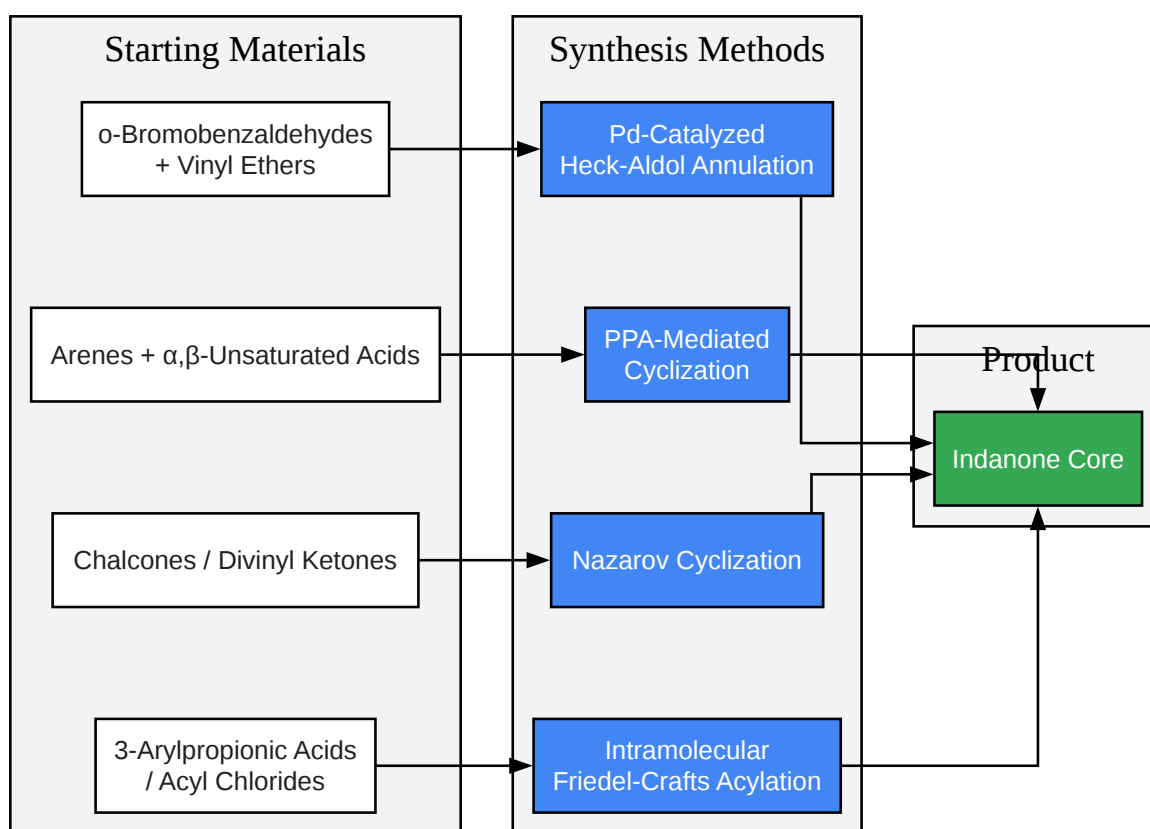 Starting Materials
Synthesis Methods
o-Bromobenzaldehydes
+ Vinyl Ethers
Pd-Catalyzed
Heck-Aldol Annulation
Arenes + α,β-Unsaturated Acids
PPA-Mediated
Cyclization
Product
Indanone Core
Chalcones / Divinyl Ketones
Nazarov Cyclization
3-Arylpropionic Acids
/ Acyl Chlorides
Intramolecular
Friedel-Crafts Acylation